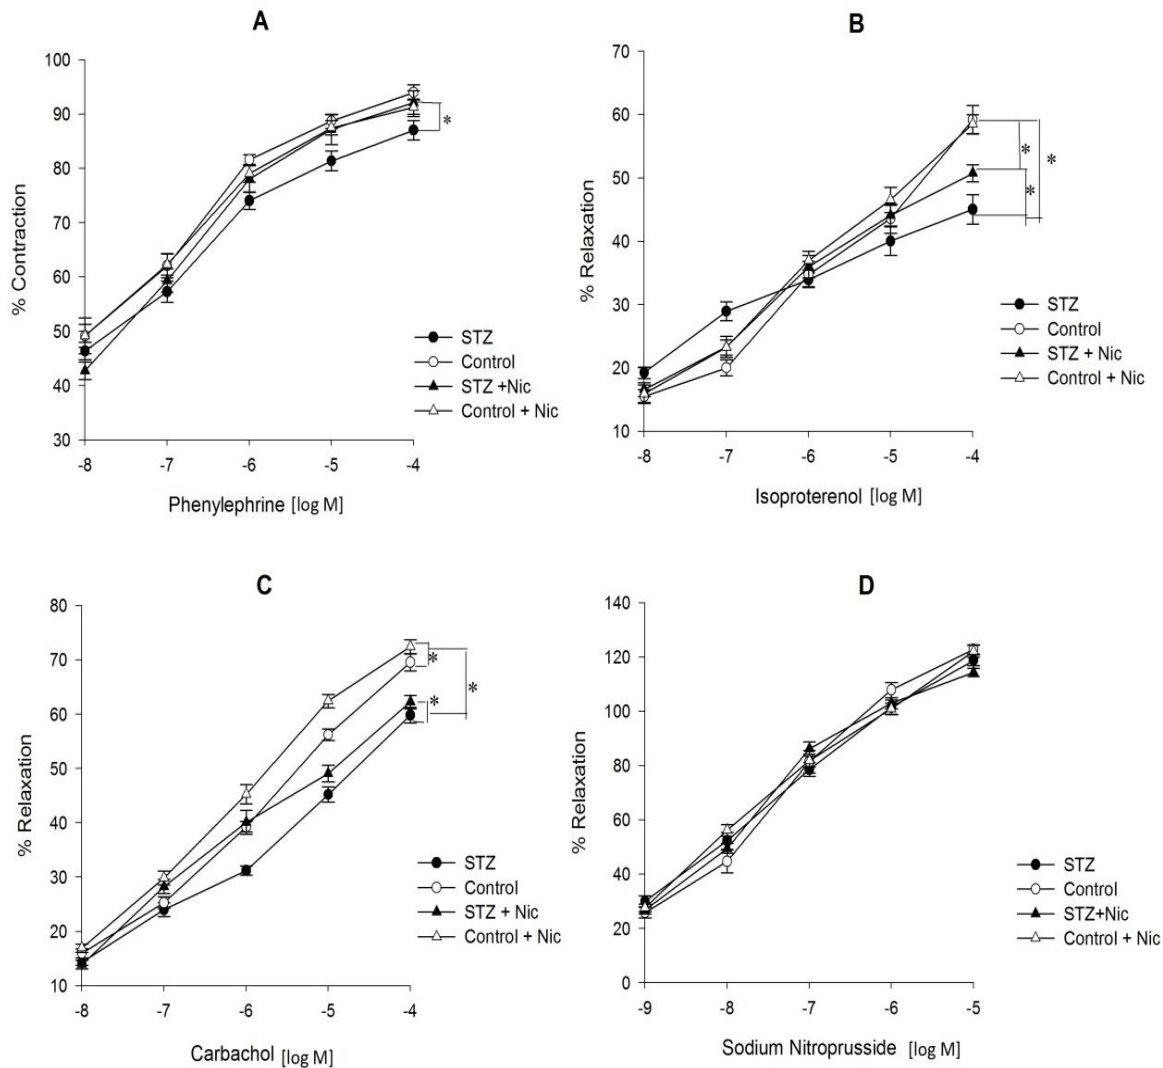 A
100
90
80
70
60
50
40
30
% Contraction
-8 -7 -6 -5 -4
Phenylephrine [log M]
STZ
Control
STZ +Nic
Control + Nic
*
B
70
60
50
40
30
20
10
% Relaxation
-8 -7 -6 -5 -4
Isoproterenol [log M]
STZ
Control
STZ + Nic
Control + Nic
* *
*
C
80
70
60
50
40
30
20
10
% Relaxation
-8 -7 -6 -5 -4
Carbachol [log M]
STZ
Control
STZ + Nic
Control + Nic
*
*
*
D
140
120
100
80
60
40
20
0
% Relaxation
-9 -8 -7 -6 -5
Sodium Nitroprusside [log M]
STZ
Control
STZ+Nic
Control + Nic